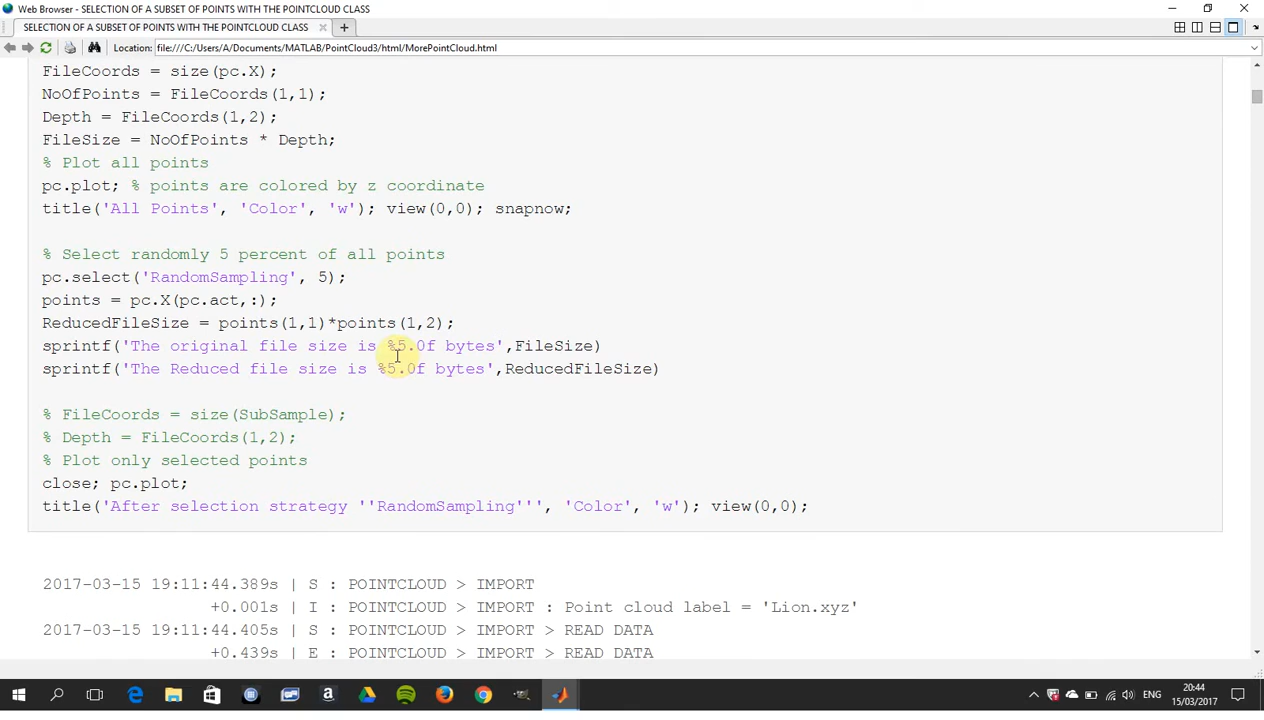 Web Browser - SELECTION OF A SUBSET OF POINTS WITH THE POINTCLOUD CLASS
SELECTION OF A SUBSET OF POINTS WITH THE POINTCLOUD CLASS
Location: file:///C:/Users/A/Documents/MATLAB/PointCloud3/html/MorePointCloud.html
FileCoords = size(pc.X);
NoOfPoints = FileCoords(1,1);
Depth = FileCoords(1,2);
FileSize = NoOfPoints * Depth;
% Plot all points
pc.plot; % points are colored by z coordinate
title('All Points', 'Color', 'w'); view(0,0); snapnow;
% Select randomly 5 percent of all points
pc.select('RandomSampling', 5);
points = pc.X(pc.act,:);
ReducedFileSize = points(1,1)*points(1,2);
sprintf('The original file size is %5.0f bytes',FileSize)
sprintf('The Reduced file size is %5.0f bytes',ReducedFileSize)
% FileCoords = size(SubSample);
% Depth = FileCoords(1,2);
% Plot only selected points
close; pc.plot;
title('After selection strategy ''RandomSampling''', 'Color', 'w'); view(0,0);
2017-03-15 19:11:44.389s | S : POINTCLOUD > IMPORT
+0.001s | I : POINTCLOUD > IMPORT : Point cloud label = 'Lion.xyz'
2017-03-15 19:11:44.405s | S : POINTCLOUD > IMPORT > READ DATA
+0.439s | E : POINTCLOUD > IMPORT > READ DATA
ENG
20:44
15/03/2017